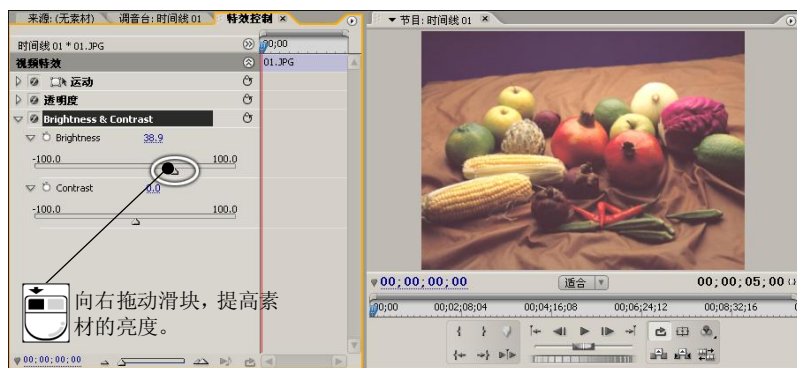 来源: (无素材) 调音台: 时间线 01 特效控制 ×
时间线 01 * 01.JPG
00;00
视频特效
01.JPG
运动
透明度
Brightness & Contrast
Brightness 38.9
-100.0 100.0
Contrast 0.0
-100.0 100.0
向右拖动滑块，提高素
材的亮度。
00;00;00;00
节目: 时间线 01 ×
00;00;00;00 适合 00;00;05;00
00;00 00;02;08;04 00;04;16;08 00;06;24;12 00;08;32;16